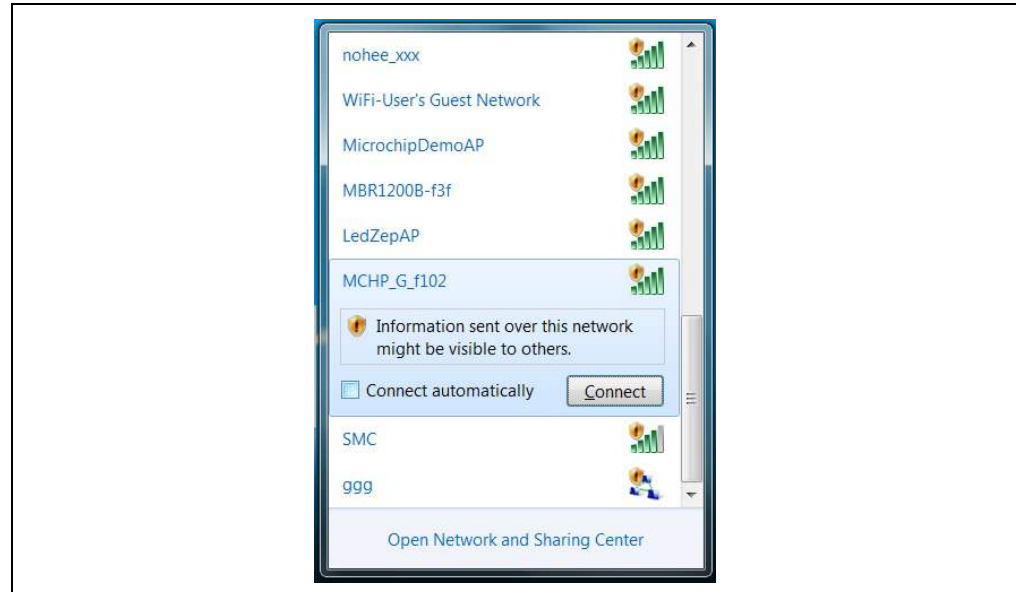 nohee_xxx
WiFi-User's Guest Network
MicrochipDemoAP
MBR1200B-f3f
LedZepAP
MCHP_G_f102
Information sent over this network
might be visible to others.
Connect automatically
Connect
SMC
ggg
Open Network and Sharing Center